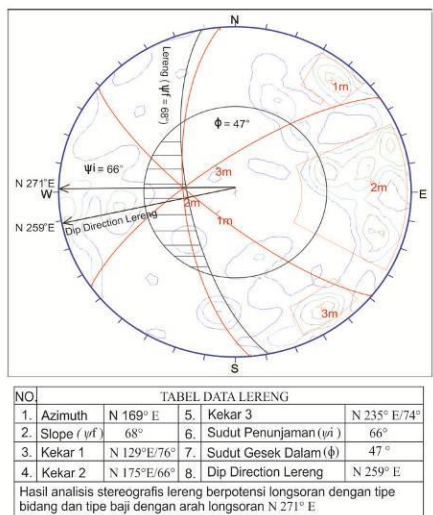 N
Lereng (ψf = 68°)
1m
ϕ = 47°
ψi = 66°
3m
N 271°E
W
2m
E
2m
N 259°E
Dip Direction Lereng
1m
3m
S
NO. TABEL DATA LERENG
1. Azimuth N 169° E 5. Kekar 3 N 235° E/74°
2. Slope (ψf) 68° 6. Sudut Penunjaman (ψi) 66°
3. Kekar 1 N 129°E/76° 7. Sudut Gesek Dalam (ϕ) 47 °
4. Kekar 2 N 175°E/66° 8. Dip Direction Lereng N 259° E
Hasil analisis stereografis lereng berpotensi longsoran dengan tipe
bidang dan tipe baji dengan arah longsoran N 271° E